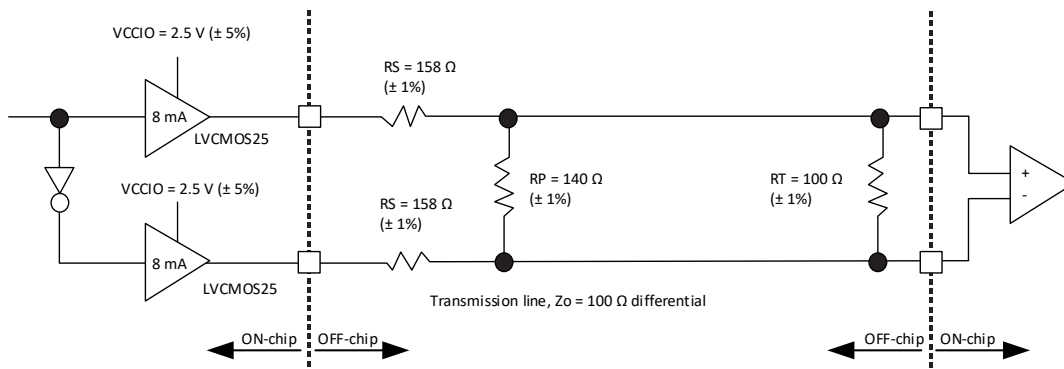 VCCIO = 2.5 V (± 5%)
8 mA
LVCMOS25
RS = 158 Ω
(± 1%)
VCCIO = 2.5 V (± 5%)
8 mA
LVCMOS25
RS = 158 Ω
(± 1%)
RP = 140 Ω
(± 1%)
RT = 100 Ω
(± 1%)
+
-
Transmission line, Zo = 100 Ω differential
ON-chip
OFF-chip
OFF-chip
ON-chip